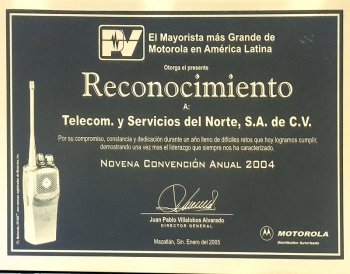 PV
El Mayorista más Grande de
Motorola en América Latina
Otorga el presente
Reconocimiento
A:
Telecom. y Servicios del Norte, S.A. de C.V.
Por su compromiso, constancia y dedicación durante un año lleno de difíciles retos que hoy logramos cumplir,
demostrando una vez mas el liderazgo que siempre nos ha caracterizado.
NOVENA CONVENCIÓN ANUAL 2004
Juan Pablo Villalobos Alvarado
DIRECTOR GENERAL
Mazatlán, Sin. Enero del 2005
MOTOROLA
Distribuidor Autorizado